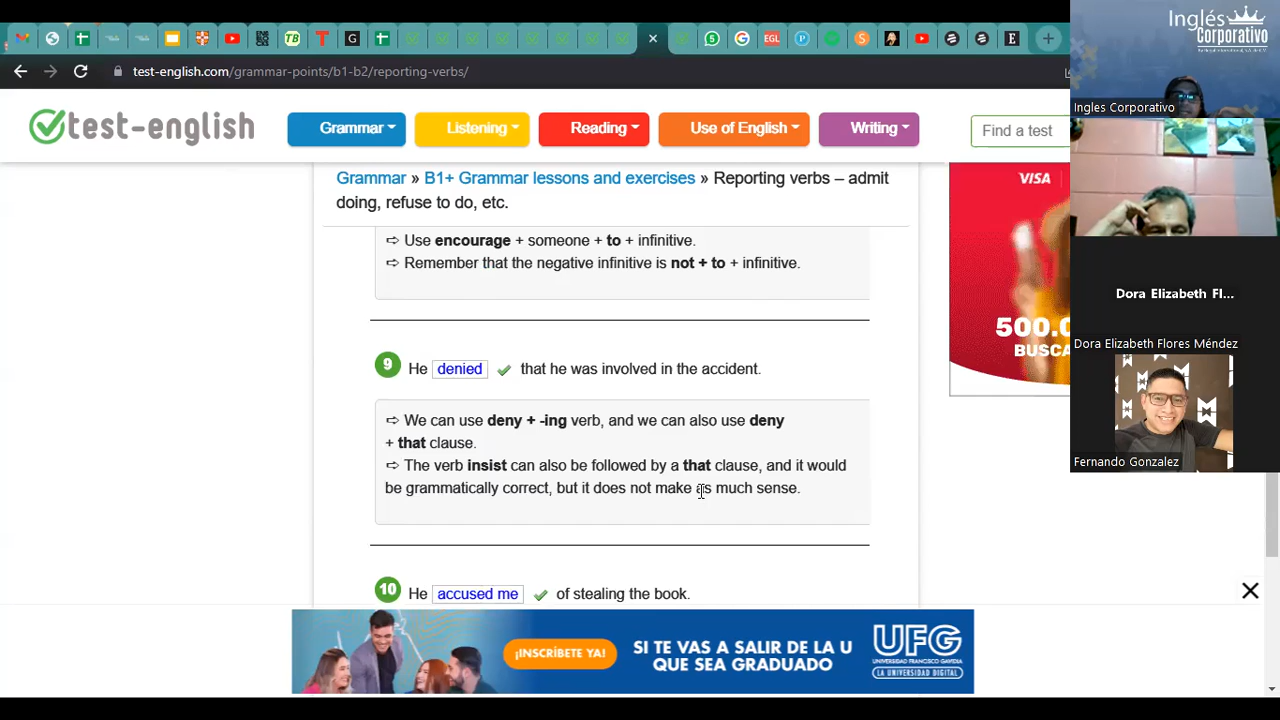 test-english.com/grammar-points/b1-b2/reporting-verbs/
test-english
Grammar
Listening
Reading
Use of English
Writing
Find a test
Grammar » B1+ Grammar lessons and exercises » Reporting verbs – admit
doing, refuse to do, etc.
⇨ Use encourage + someone + to + infinitive.
⇨ Remember that the negative infinitive is not + to + infinitive.
9 He denied that he was involved in the accident.
⇨ We can use deny + -ing verb, and we can also use deny
+ that clause.
⇨ The verb insist can also be followed by a that clause, and it would
be grammatically correct, but it does not make as much sense.
10 He accused me of stealing the book.
VISA
500.0
BUSCA
¡INSCRÍBETE YA!
SI TE VAS A SALIR DE LA U
QUE SEA GRADUADO
UFG
UNIVERSIDAD FRANCISCO GAVIDIA
LA UNIVERSIDAD DIGITAL
Inglés
Corporativo
Ingles Corporativo
Dora Elizabeth Fl...
Dora Elizabeth Flores Méndez
Fernando Gonzalez